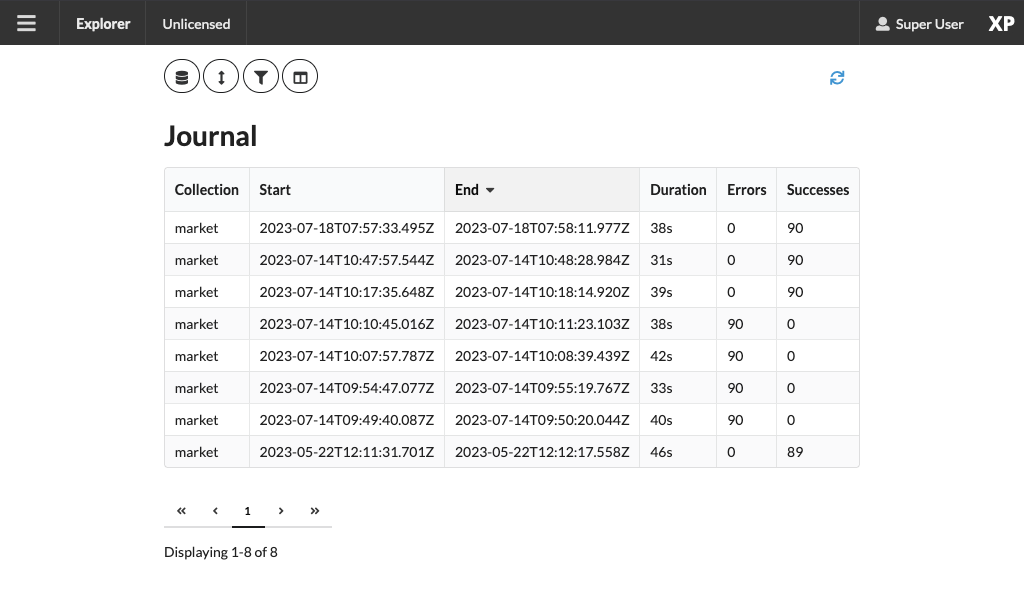 Explorer Unlicensed Super User XP
Journal
Collection Start End Duration Errors Successes
market 2023-07-18T07:57:33.495Z 2023-07-18T07:58:11.977Z 38s 0 90
market 2023-07-14T10:47:57.544Z 2023-07-14T10:48:28.984Z 31s 0 90
market 2023-07-14T10:17:35.648Z 2023-07-14T10:18:14.920Z 39s 0 90
market 2023-07-14T10:10:45.016Z 2023-07-14T10:11:23.103Z 38s 90 0
market 2023-07-14T10:07:57.787Z 2023-07-14T10:08:39.439Z 42s 90 0
market 2023-07-14T09:54:47.077Z 2023-07-14T09:55:19.767Z 33s 90 0
market 2023-07-14T09:49:40.087Z 2023-07-14T09:50:20.044Z 40s 90 0
market 2023-05-22T12:11:31.701Z 2023-05-22T12:12:17.558Z 46s 0 89
« ‹ 1 › »
Displaying 1-8 of 8